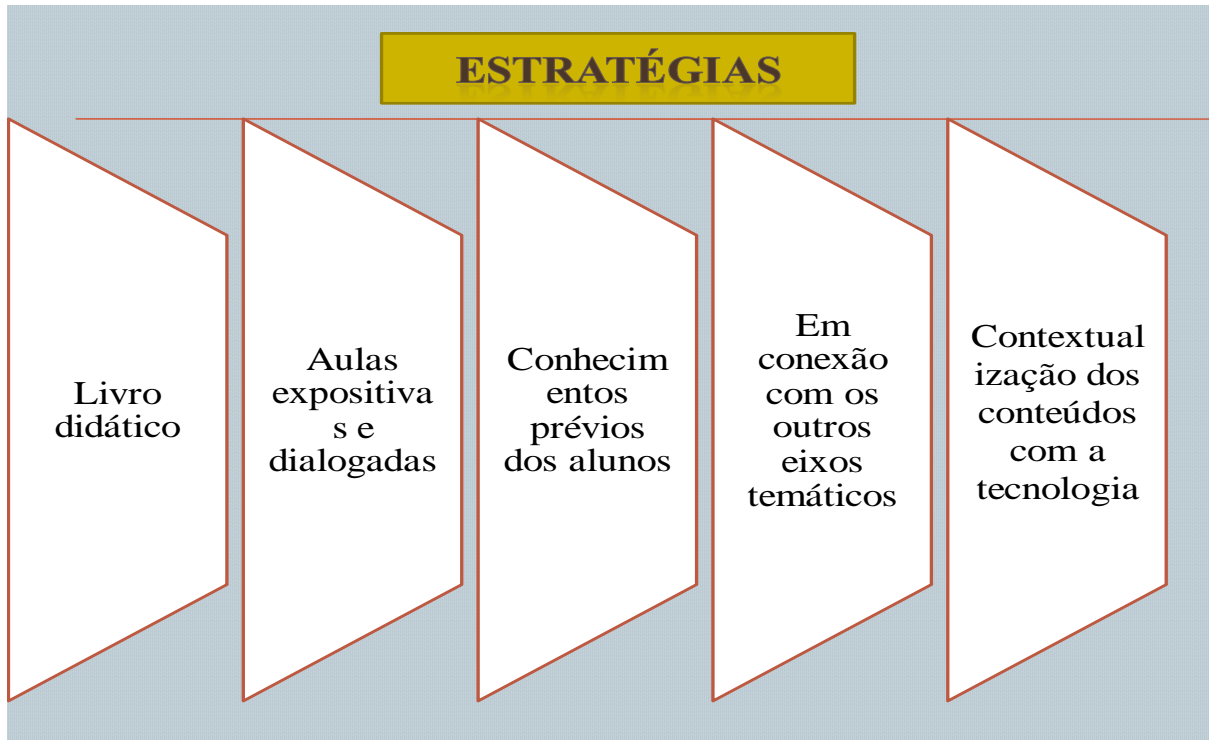 ESTRATÉGIAS
Livro
didático
Aulas
expositiva
s e
dialogadas
Conhecim
entos
prévios
dos alunos
Em
conexão
com os
outros
eixos
temáticos
Contextual
ização dos
conteúdos
com a
tecnologia